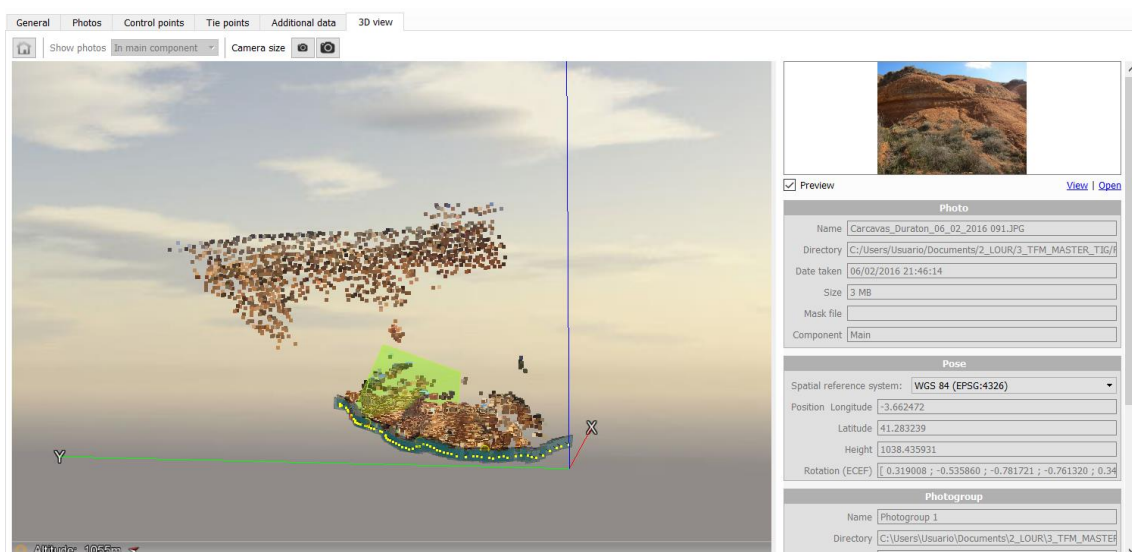 General Photos Control points Tie points Additional data 3D view
Show photos In main component Camera size
Preview View | Open
Photo
Name Carcavas_Duraton_06_02_2016 091.JPG
Directory C:/Users/Usuario/Documents/2_LOUR/3_TFM_MASTER_TIG/F
Date taken 06/02/2016 21:46:14
Size 3 MB
Mask file
Component Main
Pose
Spatial reference system: WGS 84 (EPSG:4326)
Position Longitude -3.662472
Latitude 41.283239
Height 1038.435931
Rotation (ECEF) [ 0.319008 ; -0.535860 ; -0.781721 ; -0.761320 ; 0.34
Photogroup
Name Photogroup 1
Directory C:\Users\Usuario\Documents\2_LOUR\3_TFM_MASTEF
X
Y
Altitude: 1055m